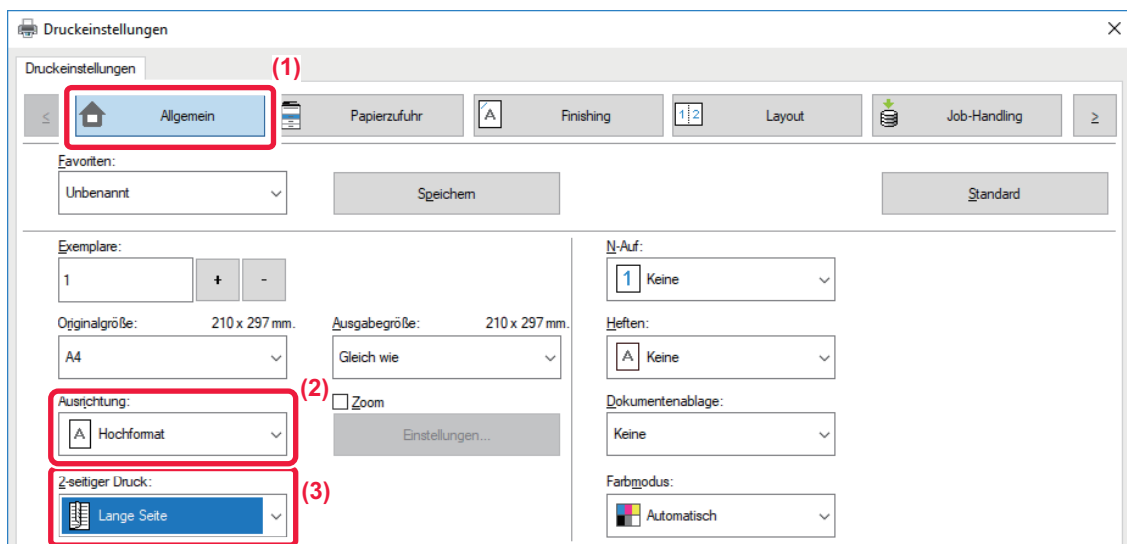 Druckeinstellungen
Druckeinstellungen
(1)
< Allgemein Papierzufuhr A Finishing 1 2 Layout Job-Handling >
Favoriten:
Unbenannt Speichern Standard
Exemplare: N-Auf:
1 + - 1 Keine
Originalgröße: 210 x 297 mm. Ausgabegröße: 210 x 297 mm. Heften:
A4 Gleich wie A Keine
(2)
Ausrichtung: Zoom Dokumentenablage:
A Hochformat Einstellungen... Keine
2-seitiger Druck: (3) Farbmodus:
Lange Seite Automatisch